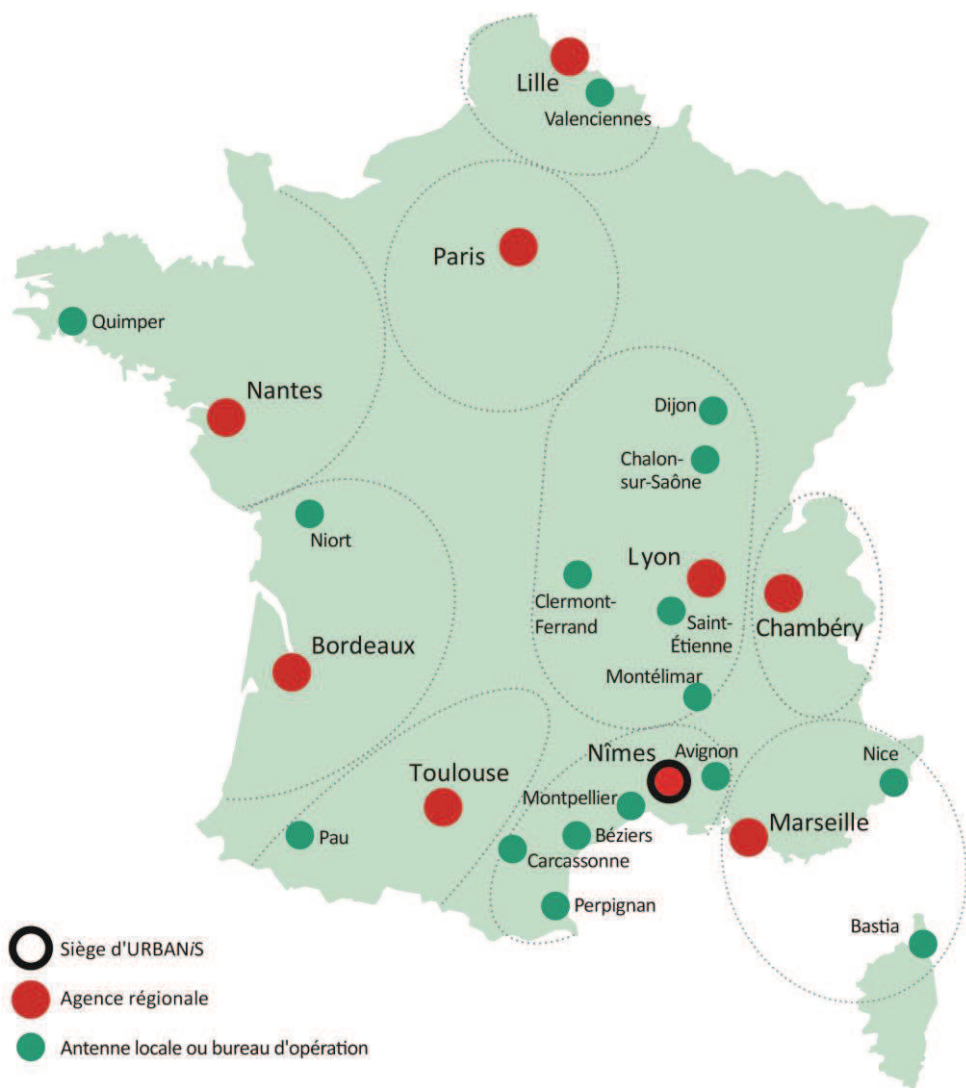 Lille
Valenciennes
Paris
Quimper
Nantes
Dijon
Chalon-
sur-Saône
Niort
Lyon
Clermont-
Ferrand
Saint-
Étienne
Chambéry
Bordeaux
Montélimar
Nîmes
Avignon
Nice
Toulouse
Montpellier
Marseille
Pau
Béziers
Carcassonne
Perpignan
Bastia
Siège d'URBANiS
Agence régionale
Antenne locale ou bureau d'opération